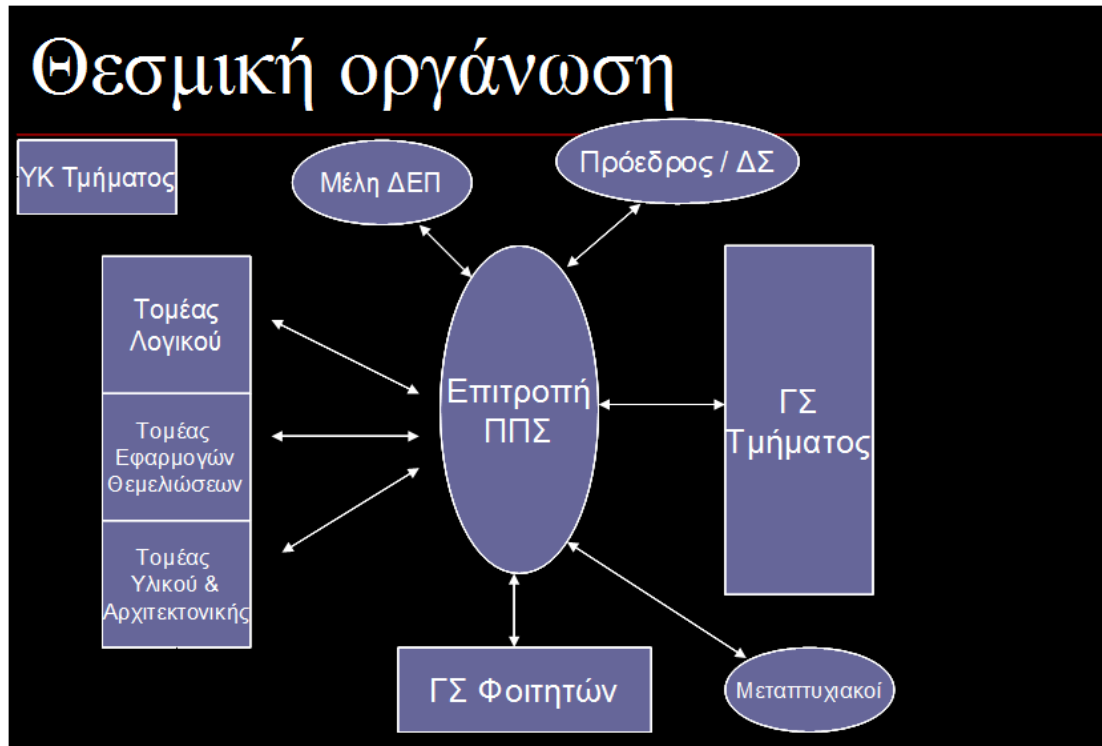 Θεσμική οργάνωση
ΥΚ Τμήματος
Μέλη ΔΕΠ
Πρόεδρος / ΔΣ
Τομέας
Λογικού
Τομέας
Εφαρμογών
Θεμελιώσεων
Τομέας
Υλικού &
Αρχιτεκτονικής
Επιτροπή
ΠΠΣ
ΓΣ
Τμήματος
ΓΣ Φοιτητών
Μεταπτυχιακοί